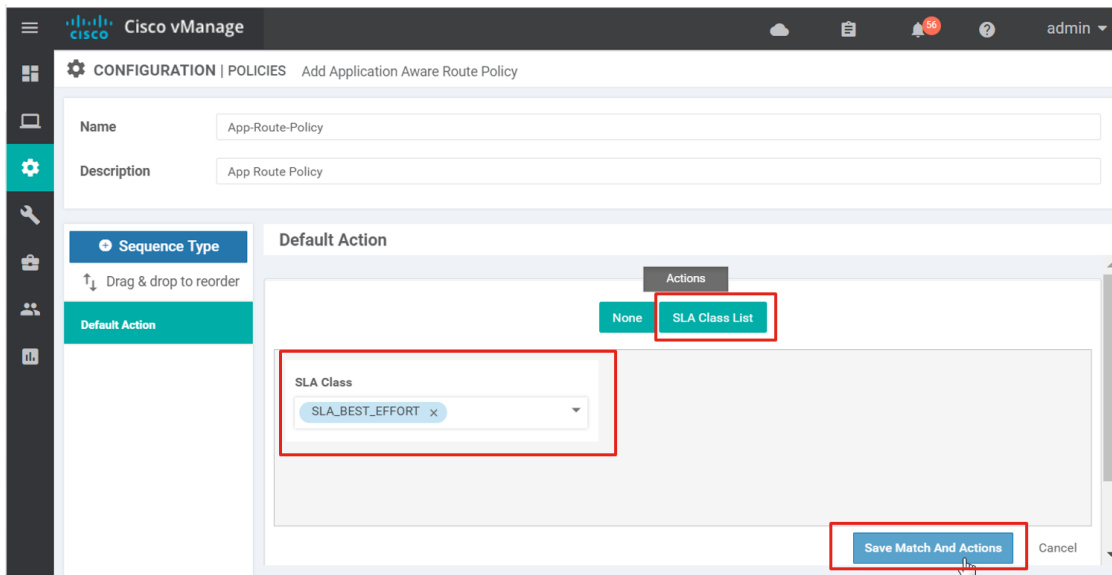 cisco Cisco vManage 56 admin
CONFIGURATION | POLICIES Add Application Aware Route Policy
Name App-Route-Policy
Description App Route Policy
Sequence Type
Drag & drop to reorder
Default Action
Default Action
Actions
None SLA Class List
SLA Class
SLA_BEST_EFFORT ×
Save Match And Actions Cancel